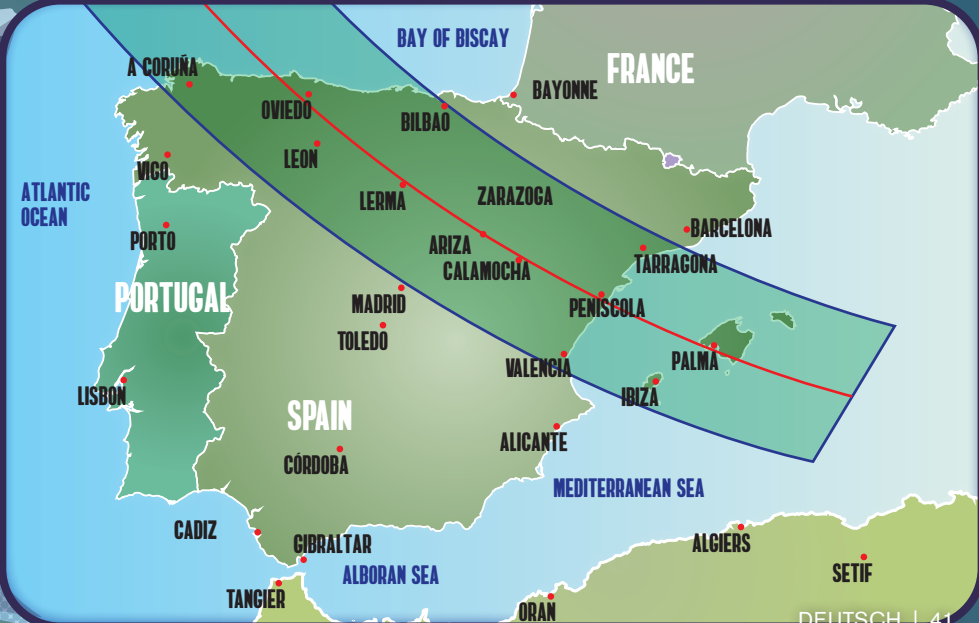 BAY OF BISCAY
FRANCE
A CORUÑA
BAYONNE
OVIEDO
BILBAO
LEON
VICO
ATLANTIC
OCEAN
LERMA
ZARAZOGA
PORTO
ARIZA
BARCELONA
CALAMOCHA
TARRAGONA
PORTUGAL
MADRID
PENISCOLA
TOLEDO
VALENCIA
PALMA
LISBON
IBIZA
SPAIN
ALICANTE
CÓRDOBA
MEDITERRANEAN SEA
CADIZ
GIBRALTAR
ALGIERS
ALBORAN SEA
SETIF
TANGIER
ORAN
DEUTSCH | 41